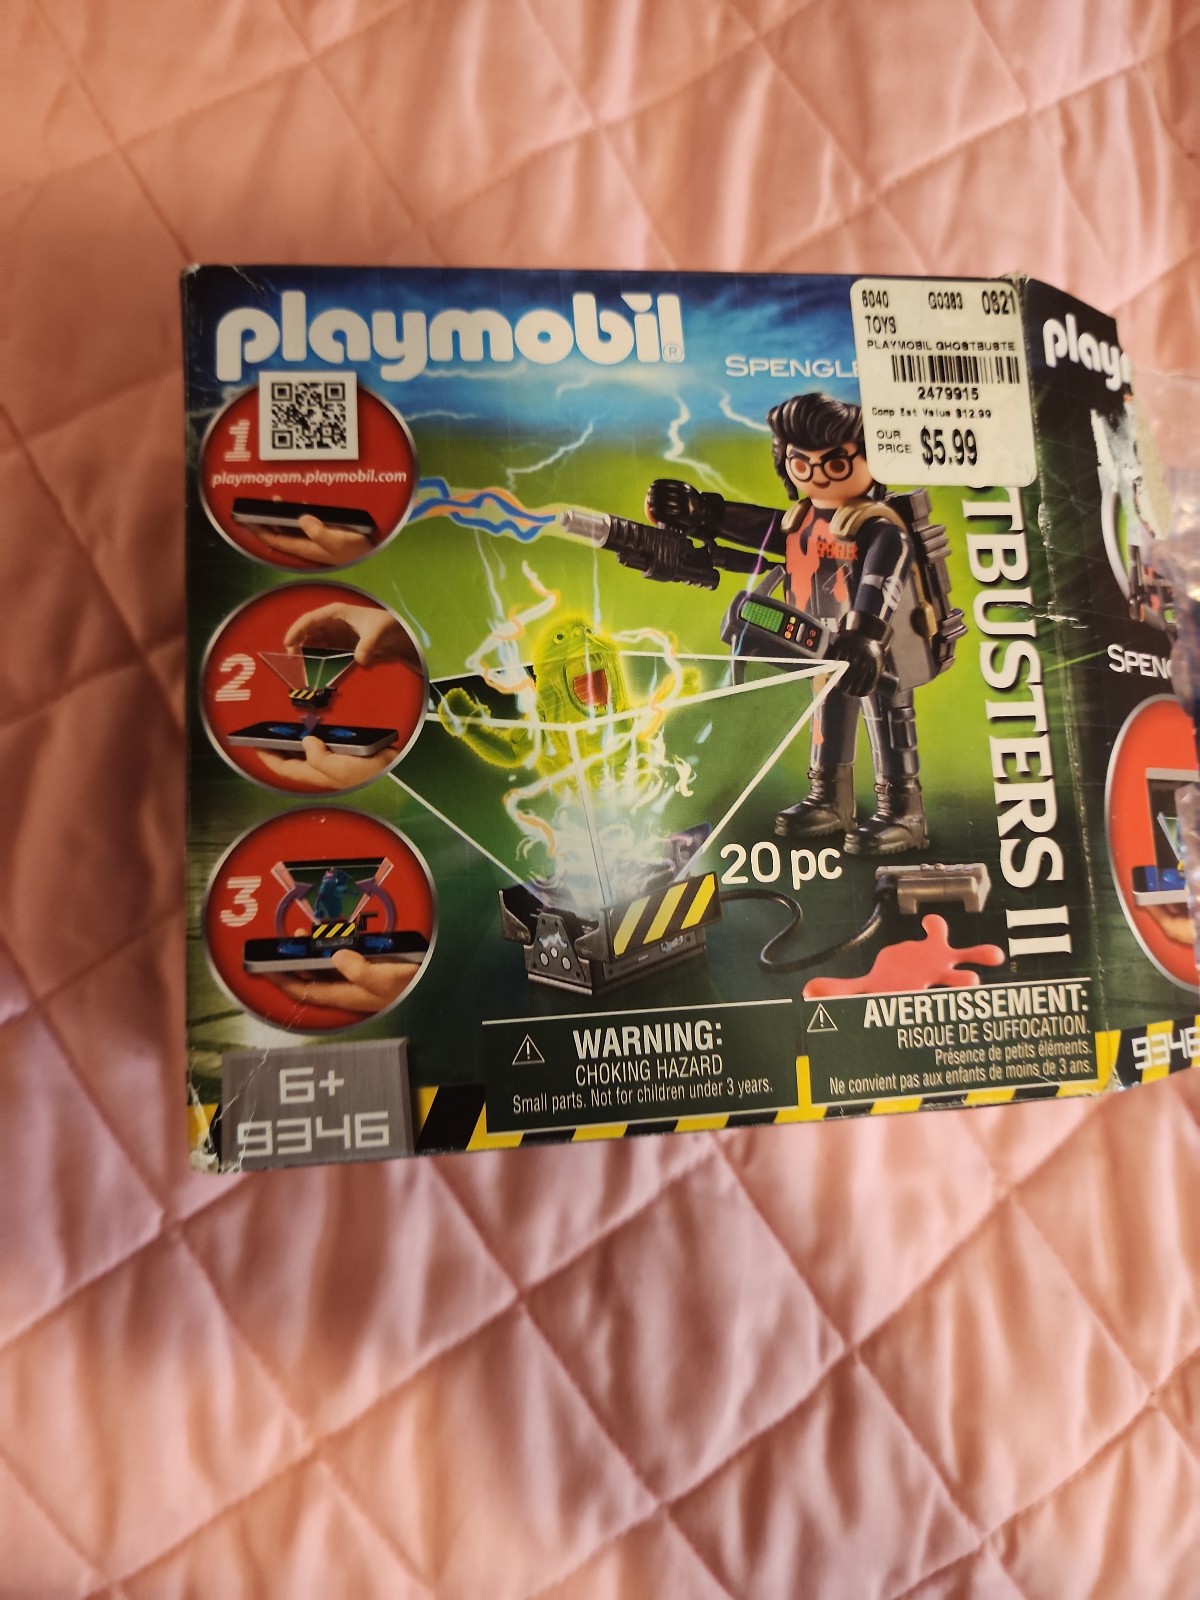 playmobil®
SPENGLE
6040 G0383 0821
TOYS
PLAYMOBIL GHOSTBUSTE
2479915
Comp Est Value $12.99
OUR
PRICE $5.99
1
playmogram.playmobil.com
2
3
SPENGLER
STBUSTERS II
20 pc
WARNING:
CHOKING HAZARD
Small parts. Not for children under 3 years.
AVERTISSEMENT:
RISQUE DE SUFFOCATION.
Présence de petits éléments.
Ne convient pas aux enfants de moins de 3 ans.
6+
9346
playm
SPENG
9346